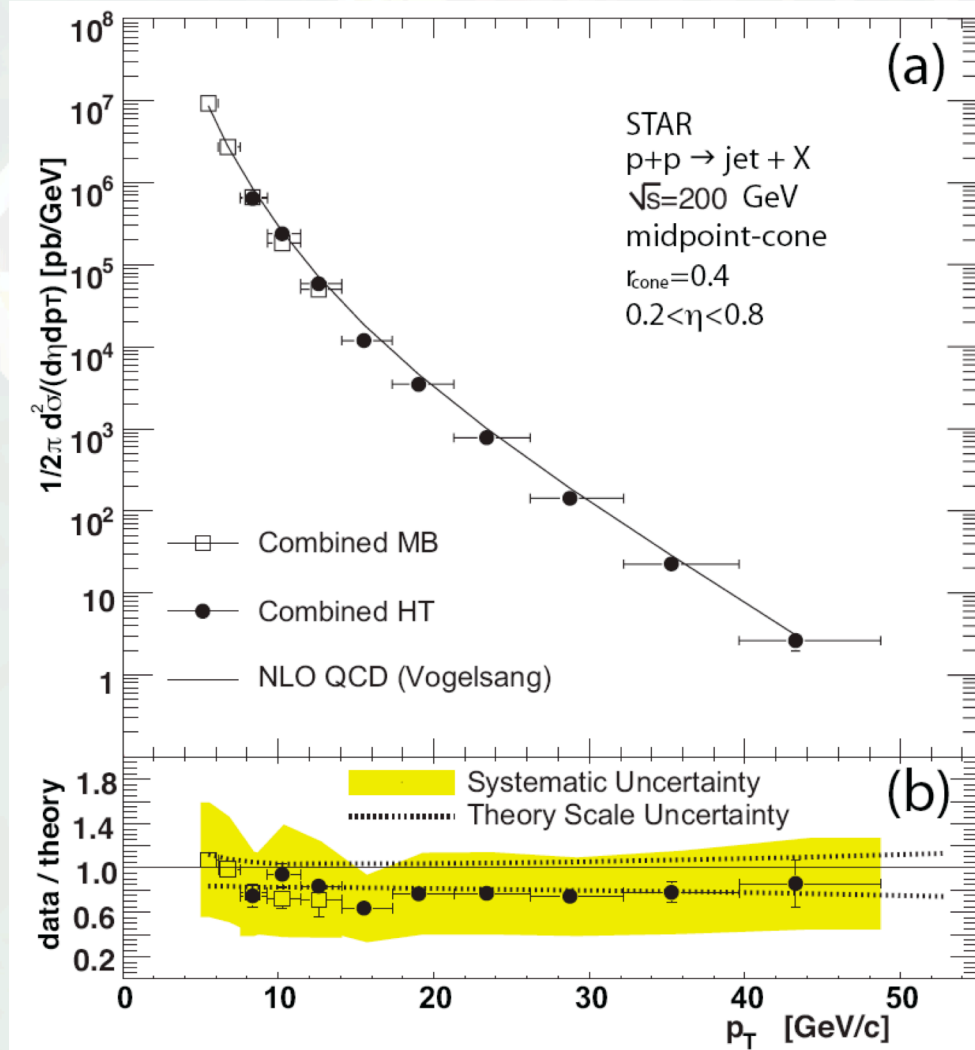 10⁸
(a)
10⁷
STAR
p+p → jet + X
10⁶
√s=200 GeV
midpoint-cone
10⁵
r_cone=0.4
0.2<η<0.8
10⁴
1/2π d²σ/(dηdp_T) [pb/GeV]
10³
10²
Combined MB
10
Combined HT
1
NLO QCD (Vogelsang)
1.8
Systematic Uncertainty
(b)
Theory Scale Uncertainty
1.4
1.0
0.6
0.2
data / theory
0 10 20 30 40 50
p_T [GeV/c]